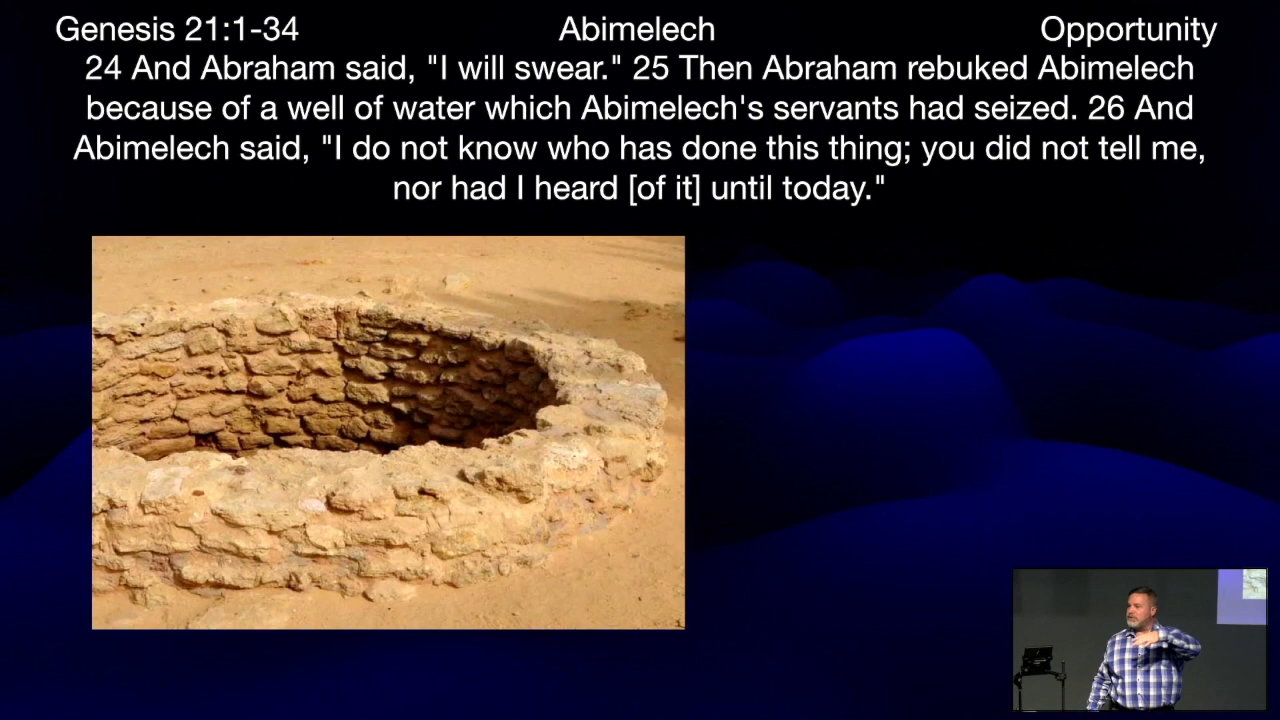 Genesis 21:1-34 Abimelech Opportunity
24 And Abraham said, "I will swear." 25 Then Abraham rebuked Abimelech
because of a well of water which Abimelech's servants had seized. 26 And
Abimelech said, "I do not know who has done this thing; you did not tell me,
nor had I heard [of it] until today."